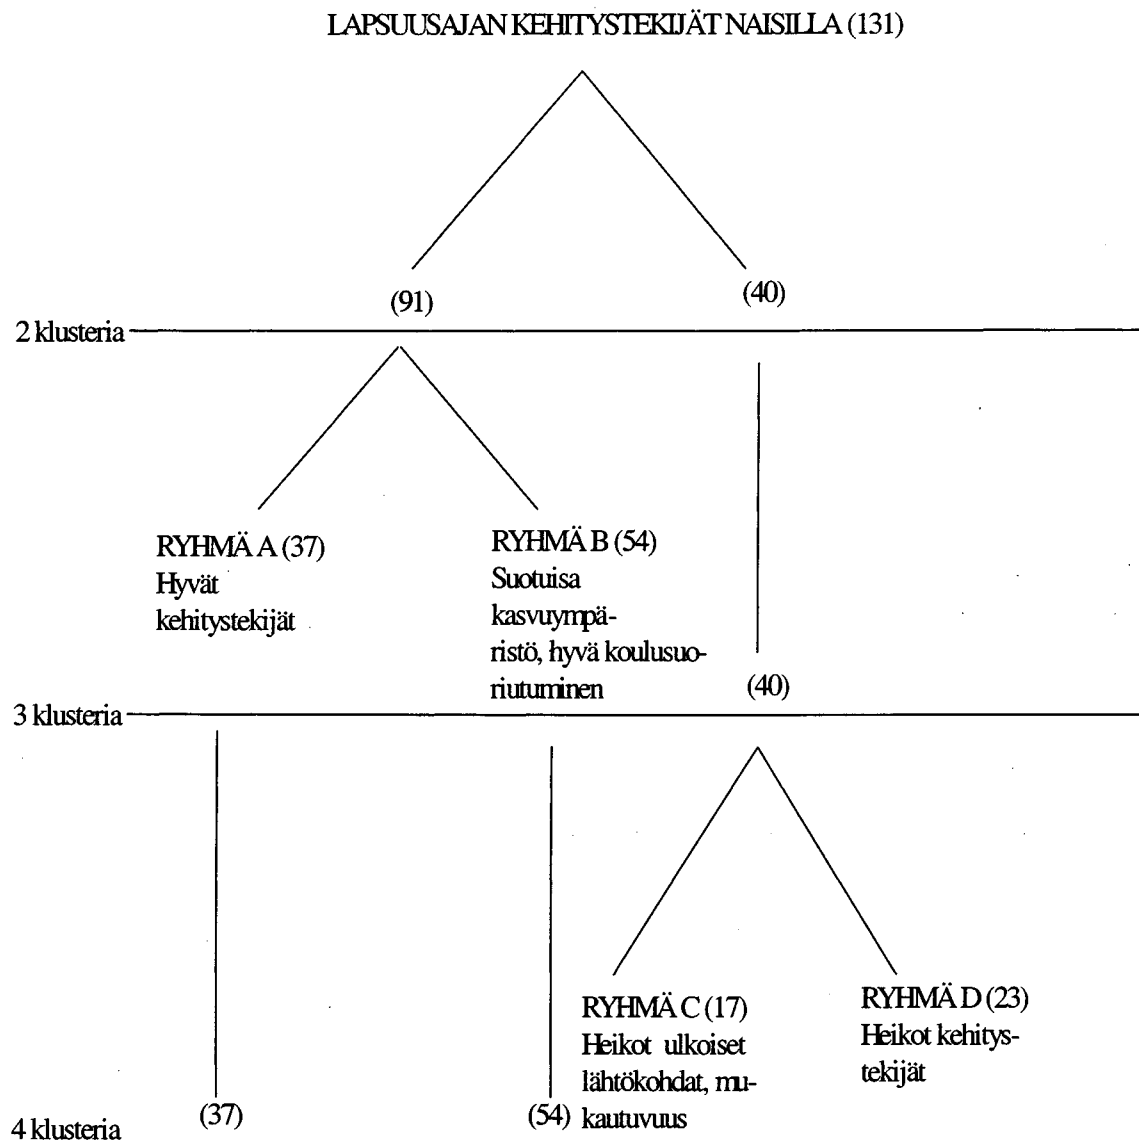 LAPSUUSAJAN KEHITYSTEKIJÄT NAISILLA (131)
(91)
(40)
2 klusteria
RYHMÄ A (37)
Hyvät
kehitystekijät
RYHMÄ B (54)
Suotuisa
kasvuympä-
ristö, hyvä koulusuo-
riutuminen
(40)
3 klusteria
RYHMÄ C (17)
Heikot ulkoiset
lähtökohdat, mu-
kautuvuus
RYHMÄ D (23)
Heikot kehitys-
tekijät
(37)
(54)
4 klusteria